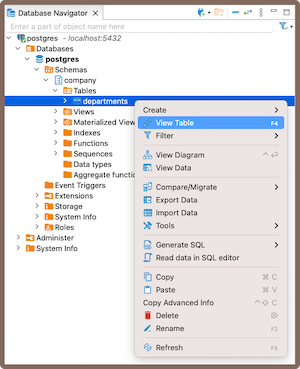 Database Navigator
Enter a part of object name here
postgres - localhost:5432
Databases
postgres
Schemas
company
Tables
departments
Views
Materialized View
Indexes
Functions
Sequences
Data types
Aggregate function
Event Triggers
Extensions
Storage
System Info
Roles
Administer
System Info
Create
View Table F4
Filter
View Diagram
View Data
Compare/Migrate
Export Data
Import Data
Tools
Generate SQL
Read data in SQL editor
Copy ⌘ C
Paste ⌘ V
Copy Advanced Info ^⇧ C
Delete
Rename F2
Refresh F5